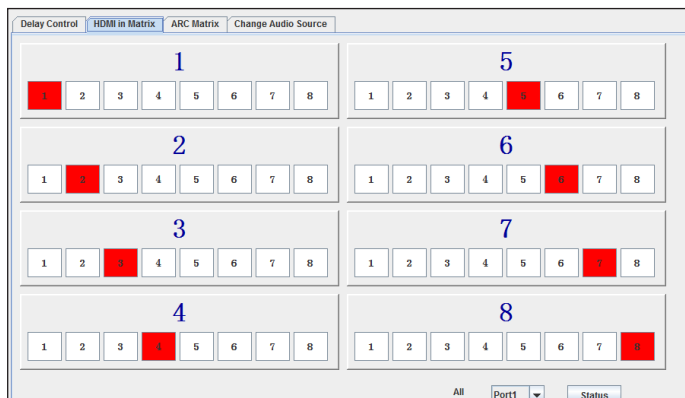 Delay Control HDMI in Matrix ARC Matrix Change Audio Source
1 5
1 2 3 4 5 6 7 8 1 2 3 4 5 6 7 8
2 6
1 2 3 4 5 6 7 8 1 2 3 4 5 6 7 8
3 7
1 2 3 4 5 6 7 8 1 2 3 4 5 6 7 8
4 8
1 2 3 4 5 6 7 8 1 2 3 4 5 6 7 8
All Port1 Status